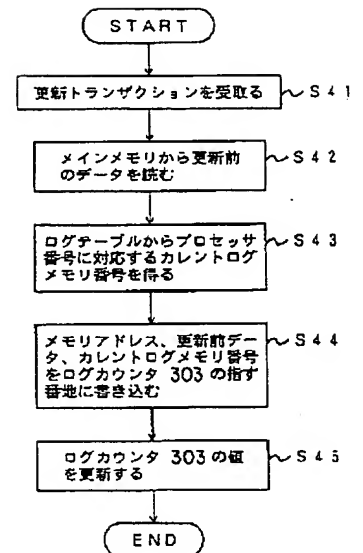 START
更新トランザクションを受取る
S41
メインメモリから更新前
のデータを読む
S42
ログテーブルからプロセッサ
番号に対応するカレントログ
メモリ番号を得る
S43
メモリアドレス、更新前デー
タ、カレントログメモリ番号
をログカウンタ 303 の指す
番地に書き込む
S44
ログカウンタ 303 の値
を更新する
S45
END